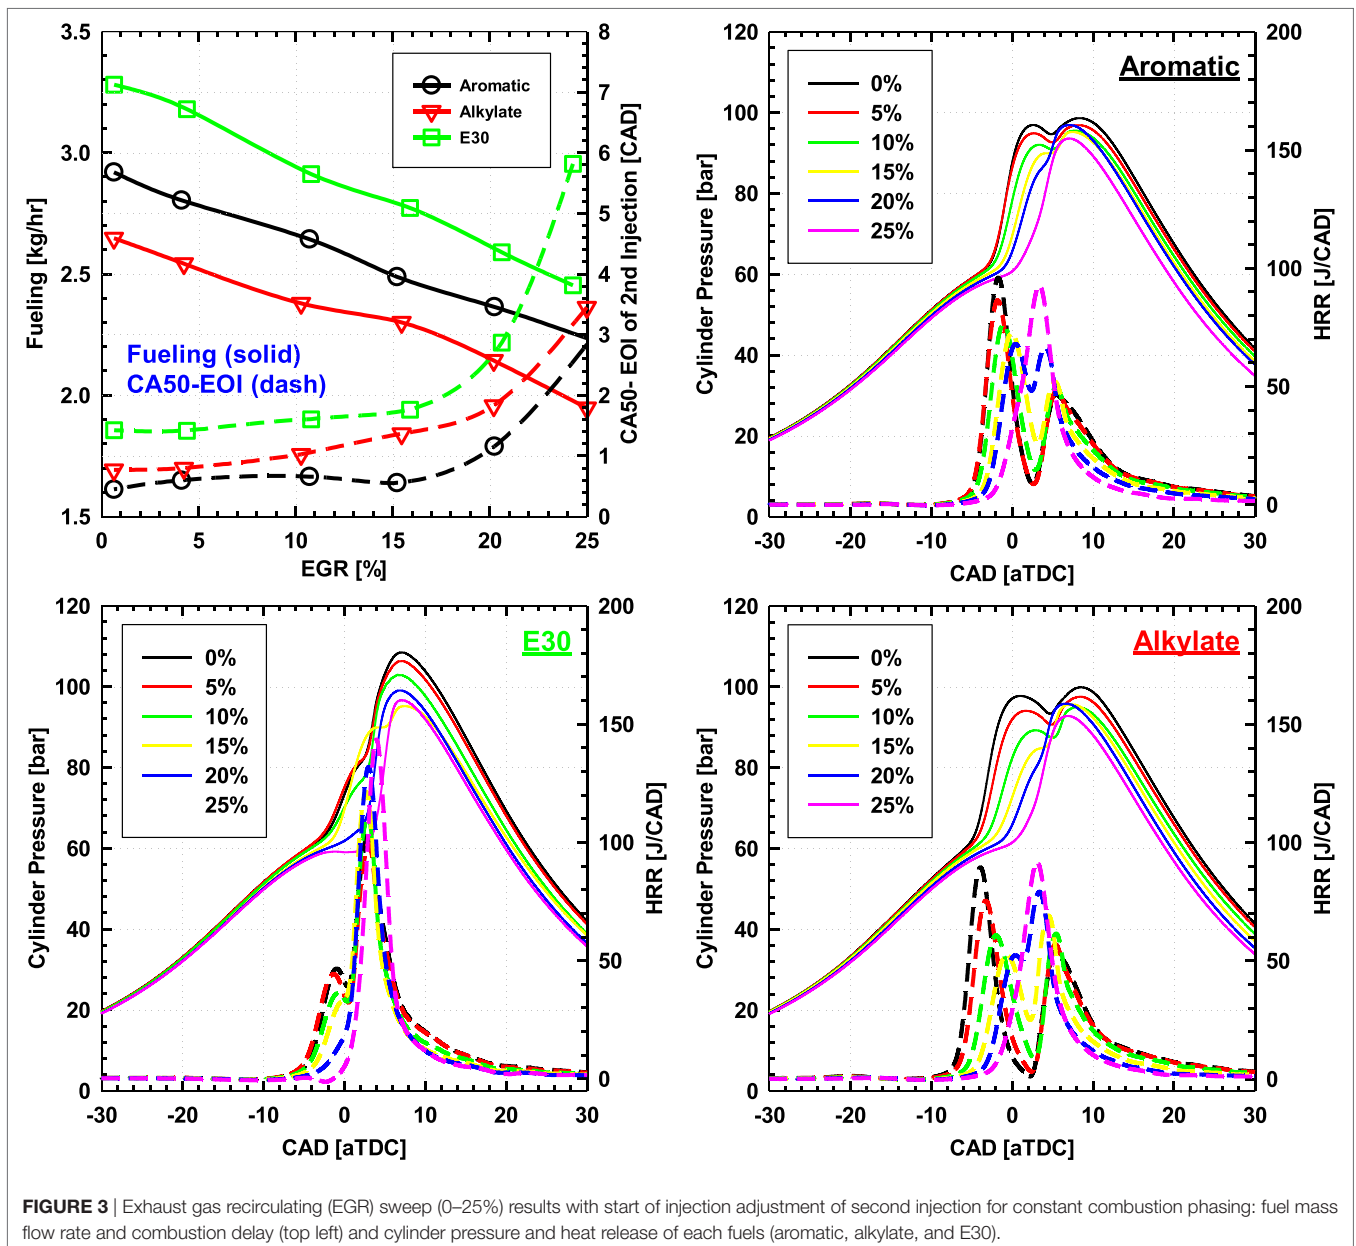 3.5
3.0
2.5
2.0
1.5
Fueling [kg/hr]
8
7
6
5
4
3
2
1
0
CA50- EOI of 2nd Injection [CAD]
Aromatic
Alkylate
E30
Fueling (solid)
CA50-EOI (dash)
0 5 10 15 20 25
EGR [%]
120
100
80
60
40
20
0
Cylinder Pressure [bar]
200
150
100
50
0
HRR [J/CAD]
Aromatic
0%
5%
10%
15%
20%
25%
-30 -20 -10 0 10 20 30
CAD [aTDC]
120
100
80
60
40
20
0
Cylinder Pressure [bar]
200
150
100
50
0
HRR [J/CAD]
E30
0%
5%
10%
15%
20%
25%
-30 -20 -10 0 10 20 30
CAD [aTDC]
120
100
80
60
40
20
0
Cylinder Pressure [bar]
200
150
100
50
0
HRR [J/CAD]
Alkylate
0%
5%
10%
15%
20%
25%
-30 -20 -10 0 10 20 30
CAD [aTDC]
FIGURE 3 | Exhaust gas recirculating (EGR) sweep (0–25%) results with start of injection adjustment of second injection for constant combustion phasing: fuel mass
flow rate and combustion delay (top left) and cylinder pressure and heat release of each fuels (aromatic, alkylate, and E30).